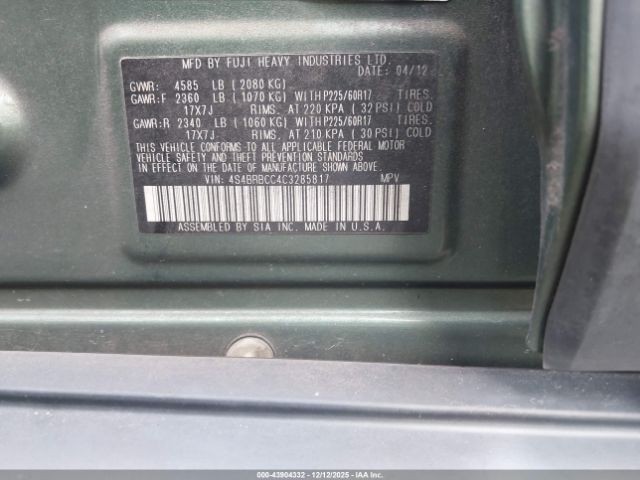 MFD BY FUJI HEAVY INDUSTRIES LTD.
DATE: 04/12
GVWR: 4585 LB (2080 KG)
GAWR:F 2360 LB (1070 KG) WITH P225/60R17 TIRES.
17X7J RIMS. AT 220 KPA (32 PSI) COLD
GAWR:R 2340 LB (1060 KG) WITH P225/60R17 TIRES.
17X7J RIMS. AT 210 KPA (30 PSI) COLD
THIS VEHICLE CONFORMS TO ALL APPLICABLE FEDERAL MOTOR
VEHICLE SAFETY AND THEFT PREVENTION STANDARDS
IN EFFECT ON THE DATE OF MANUFACTURE SHOWN ABOVE.
VIN: 4S4BRBCC4C3285817 MPV
ASSEMBLED BY SIA INC. MADE IN U.S.A.
000-43904332 - 12/12/2025 - Copyright © IAA, LLC.